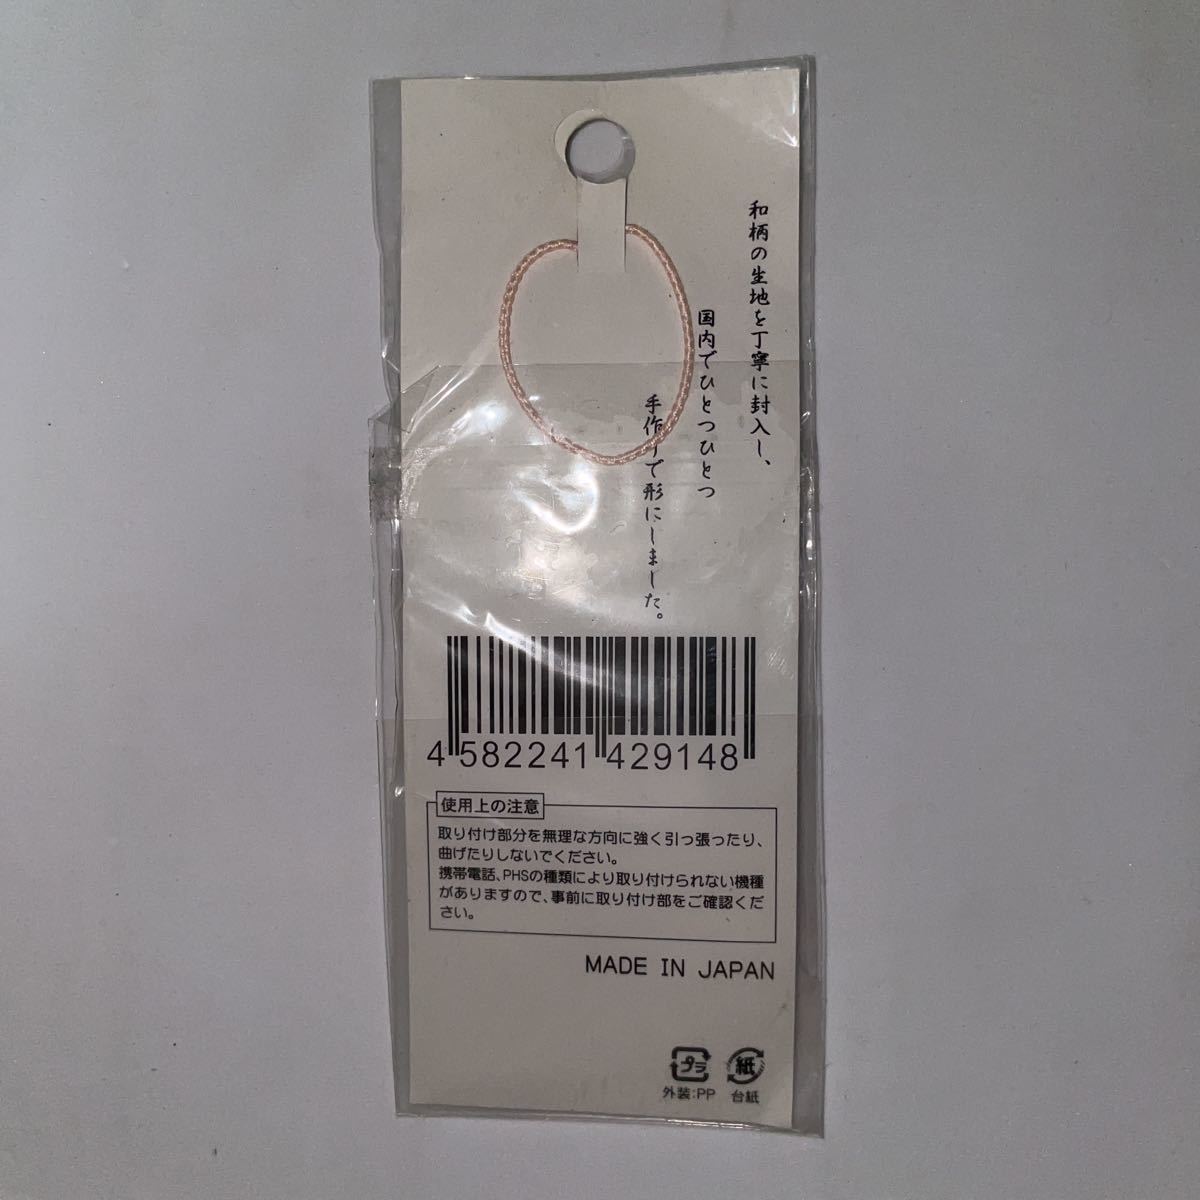 和柄の生地を丁寧に封入し、
国内でひとつひとつ
手作りで形にしました。
4 582241 429148
使用上の注意
取り付け部分を無理な方向に強く引っ張ったり、
曲げたりしないでください。
携帯電話、PHSの種類により取り付けられない機種
がありますので、事前に取り付け部をご確認くだ
さい。
MADE IN JAPAN
プラ 紙
外装:PP 台紙